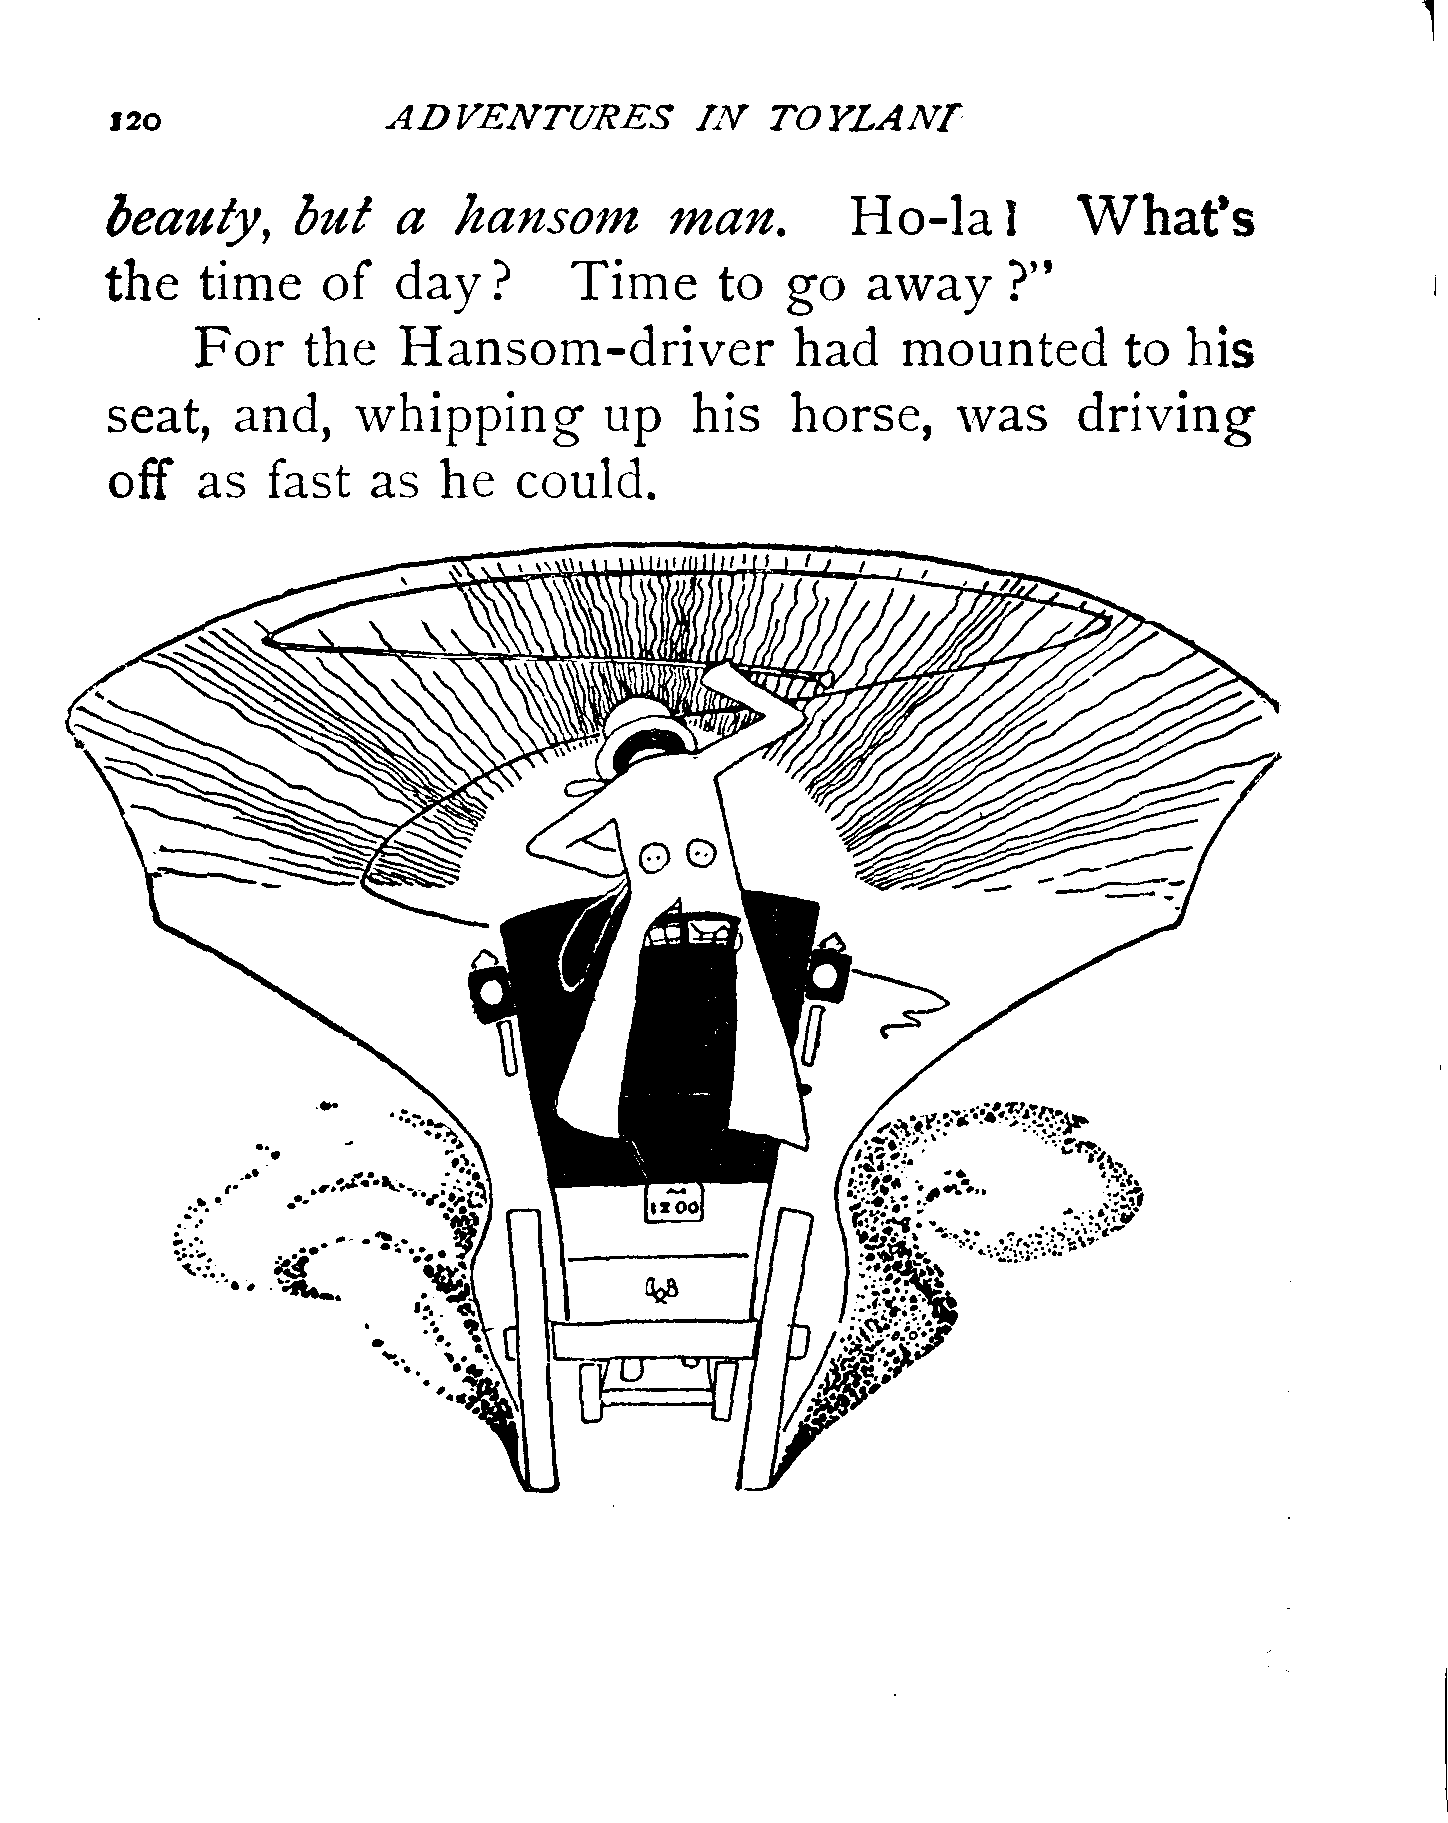 120 ADVENTURES IN TOYLAND
beauty, but a hansom man. Ho-la! What's
the time of day? Time to go away?"
For the Hansom-driver had mounted to his
seat, and, whipping up his horse, was driving
off as fast as he could.
1200